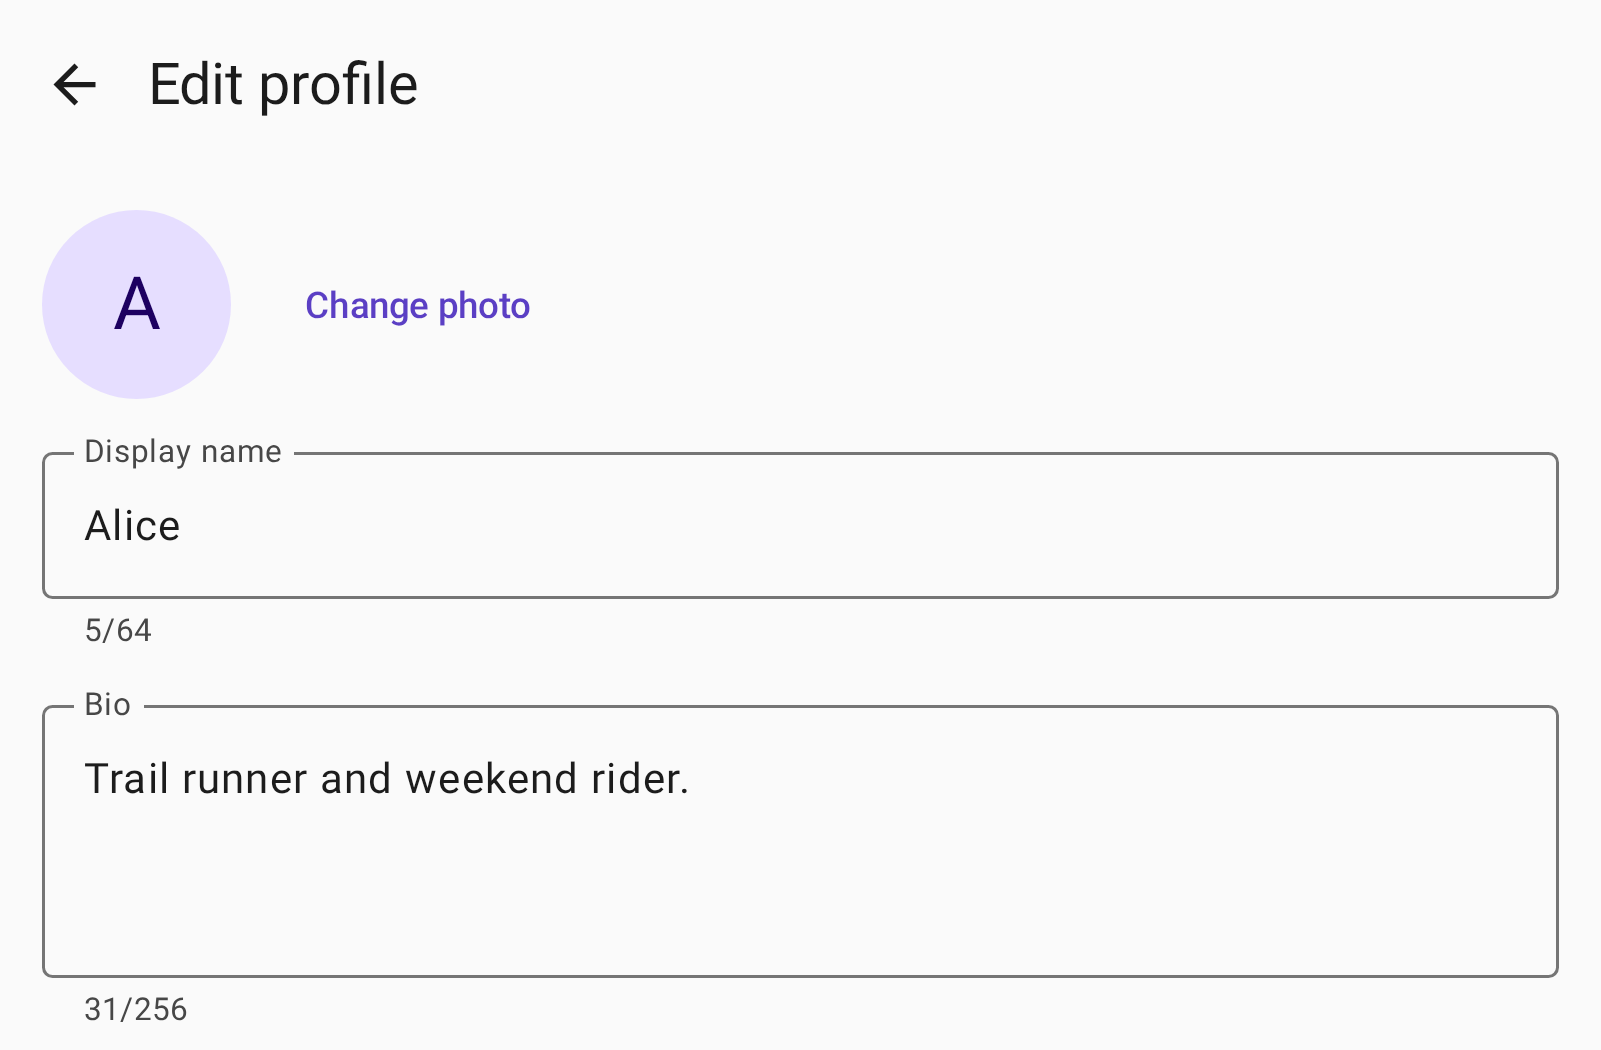 Edit profile
A
Change photo
Display name
Alice
5/64
Bio
Trail runner and weekend rider.
31/256